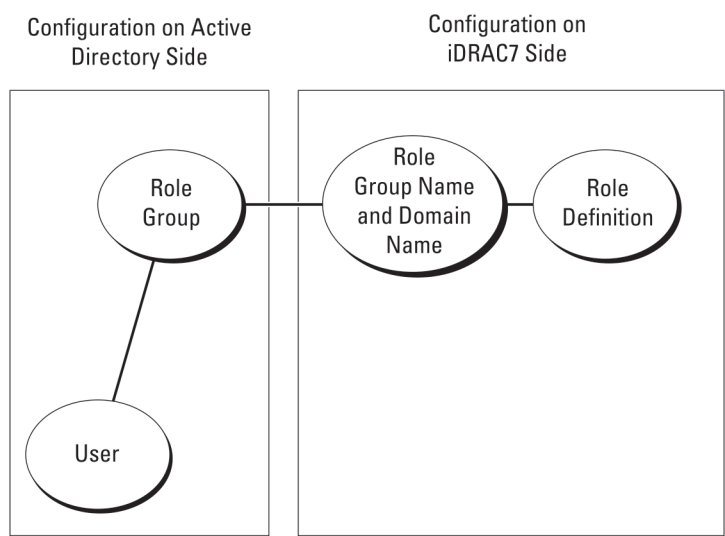 Configuration on Active
Directory Side
Configuration on
iDRAC7 Side
Role
Group
Role
Group Name
and Domain
Name
Role
Definition
User